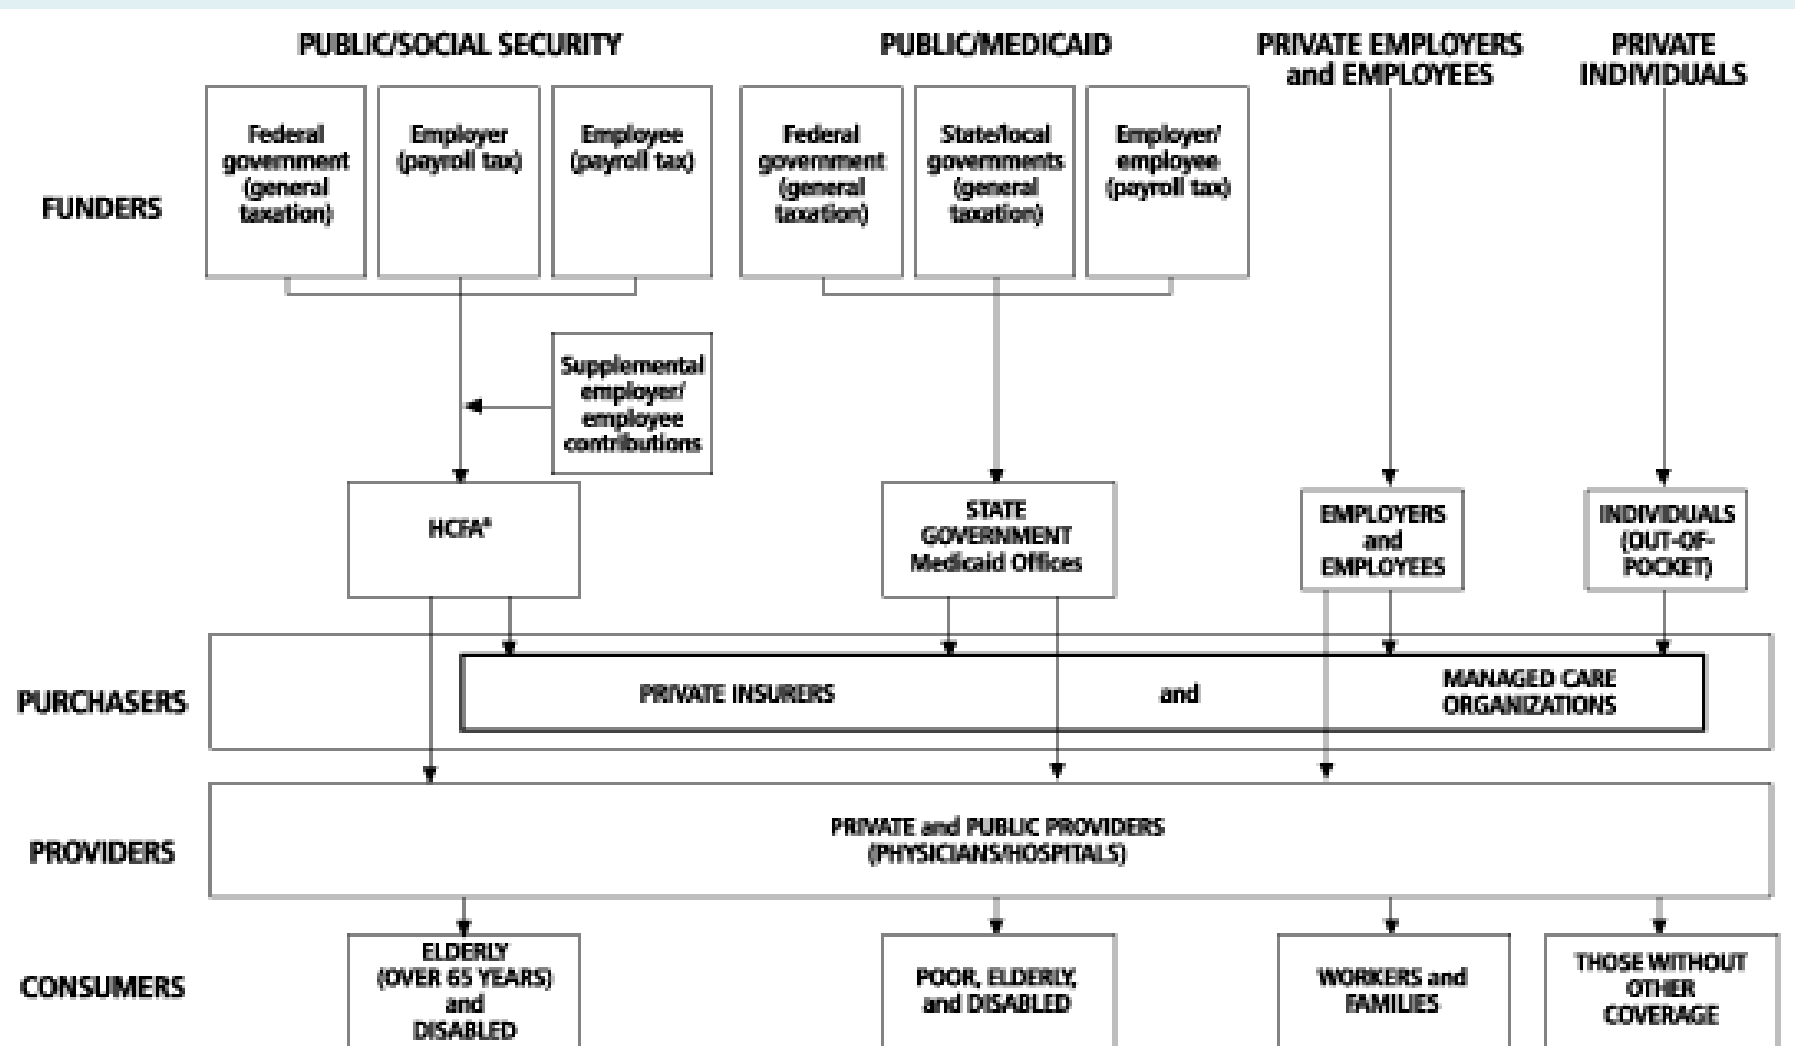 PUBLIC/SOCIAL SECURITY
PUBLIC/MEDICAID
PRIVATE EMPLOYERS
and EMPLOYEES
PRIVATE
INDIVIDUALS
FUNDERS
Federal
government
(general
taxation)
Employer
(payroll tax)
Employee
(payroll tax)
Federal
government
(general
taxation)
State/local
governments
(general
taxation)
Employer/
employee
(payroll tax)
Supplemental
employer/
employee
contributions
HCFAª
STATE
GOVERNMENT
Medicaid Offices
EMPLOYERS
and
EMPLOYEES
INDIVIDUALS
(OUT-OF-
POCKET)
PURCHASERS
PRIVATE INSURERS
and
MANAGED CARE
ORGANIZATIONS
PROVIDERS
PRIVATE and PUBLIC PROVIDERS
(PHYSICIANS/HOSPITALS)
CONSUMERS
ELDERLY
(OVER 65 YEARS)
and
DISABLED
POOR, ELDERLY,
and DISABLED
WORKERS and
FAMILIES
THOSE WITHOUT
OTHER
COVERAGE